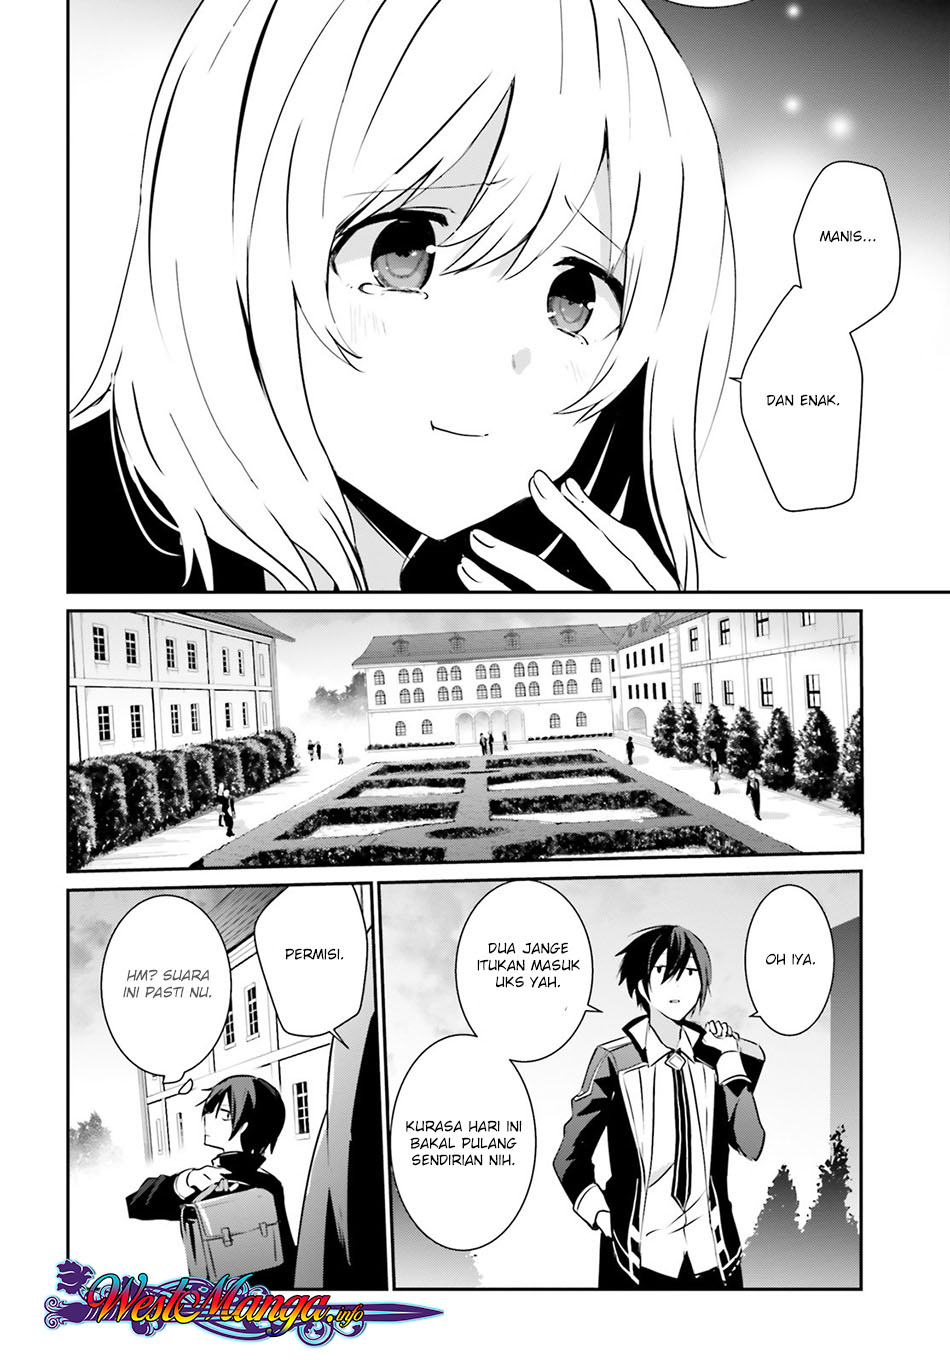 MANIS...
DAN ENAK.
OH IYA.
DUA JANGE
ITUKAN MASUK
UKS YAH.
KURASA HARI INI
BAKAL PULANG
SENDIRIAN NIH.
PERMISI.
HM? SUARA
INI PASTI NU.
WESTMANGA.info